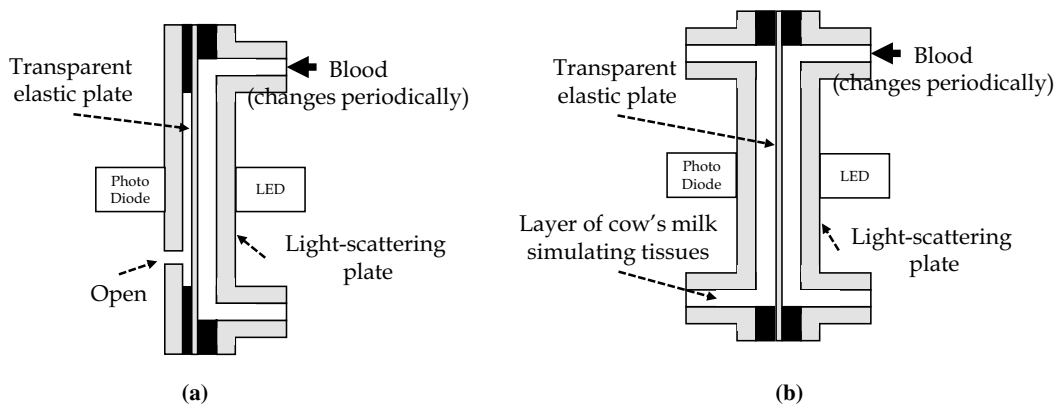 Transparent
elastic plate
Blood
(changes periodically)
Photo
Diode
LED
Light-scattering
plate
Open
(a)
Transparent
elastic plate
Blood
(changes periodically)
Photo
Diode
LED
Layer of cow's milk
simulating tissues
Light-scattering
plate
(b)